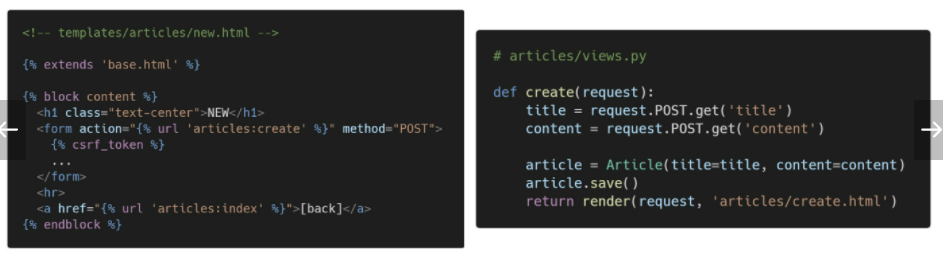 <!-- templates/articles/new.html -->
{% extends 'base.html' %}
{% block content %}
<h1 class="text-center">NEW</h1>
<form action="{% url 'articles:create' %}" method="POST">
{% csrf_token %}
...
</form>
<hr>
<a href="{% url 'articles:index' %}">[back]</a>
{% endblock %}
# articles/views.py
def create(request):
title = request.POST.get('title')
content = request.POST.get('content')
article = Article(title=title, content=content)
article.save()
return render(request, 'articles/create.html')